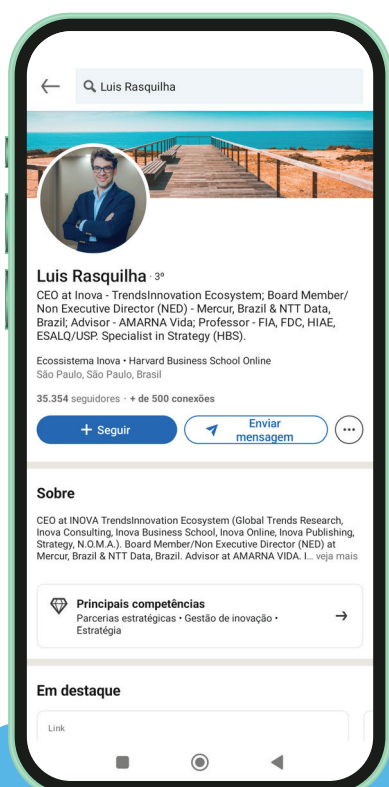 Luis Rasquilha
Luis Rasquilha · 3º
CEO at Inova - TrendsInnovation Ecosystem; Board Member/
Non Executive Director (NED) - Mercur, Brazil & NTT Data,
Brazil; Advisor - AMARNA Vida; Professor - FIA, FDC, HIAE,
ESALQ/USP. Specialist in Strategy (HBS).
Ecossistema Inova • Harvard Business School Online
São Paulo, São Paulo, Brasil
35.354 seguidores · + de 500 conexões
+ Seguir
Enviar
mensagem
Sobre
CEO at INOVA TrendsInnovation Ecosystem (Global Trends Research,
Inova Consulting, Inova Business School, Inova Online, Inova Publishing,
Strategy, N.O.M.A.). Board Member/Non Executive Director (NED) at
Mercur, Brazil & NTT Data, Brazil. Advisor at AMARNA VIDA. I... veja mais
Principais competências
Parcerias estratégicas • Gestão de inovação •
Estratégia
Em destaque
Link